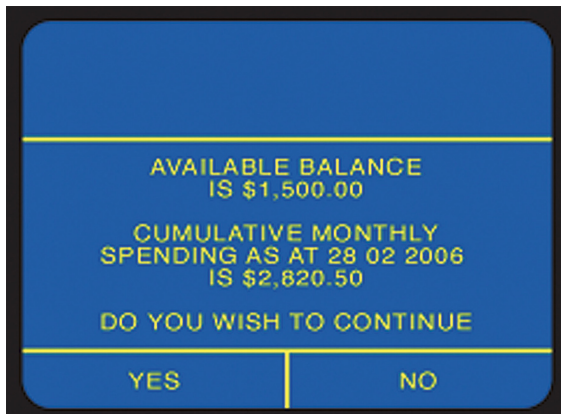 AVAILABLE BALANCE
IS $1,500.00
CUMULATIVE MONTHLY
SPENDING AS AT 28 02 2006
IS $2,820.50
DO YOU WISH TO CONTINUE
YES
NO